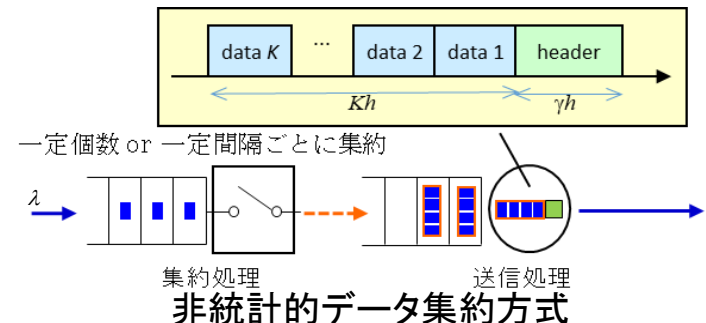 data K … data 2 data 1 header
Kh γh
一定個数 or 一定間隔ごとに集約
λ
集約処理 送信処理
非統計的データ集約方式